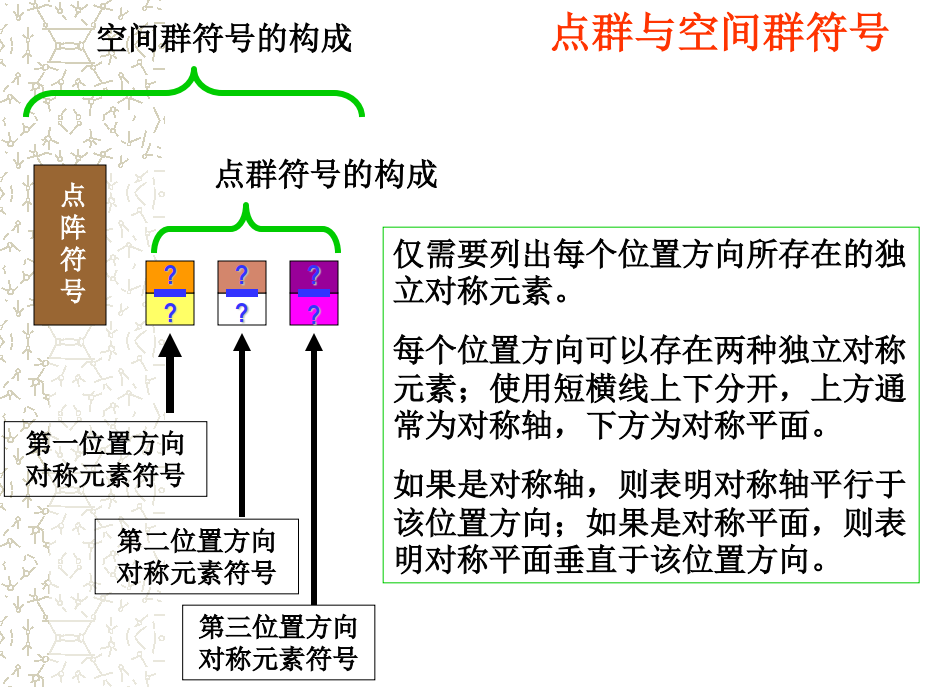 点群与空间群符号
空间群符号的构成
点群符号的构成
点
阵
符
号
? ? ?
? ? ?
仅需要列出每个位置方向所存在的独
立对称元素。
每个位置方向可以存在两种独立对称
元素；使用短横线上下分开，上方通
常为对称轴，下方为对称平面。
如果是对称轴，则表明对称轴平行于
该位置方向；如果是对称平面，则表
明对称平面垂直于该位置方向。
第一位置方向
对称元素符号
第二位置方向
对称元素符号
第三位置方向
对称元素符号